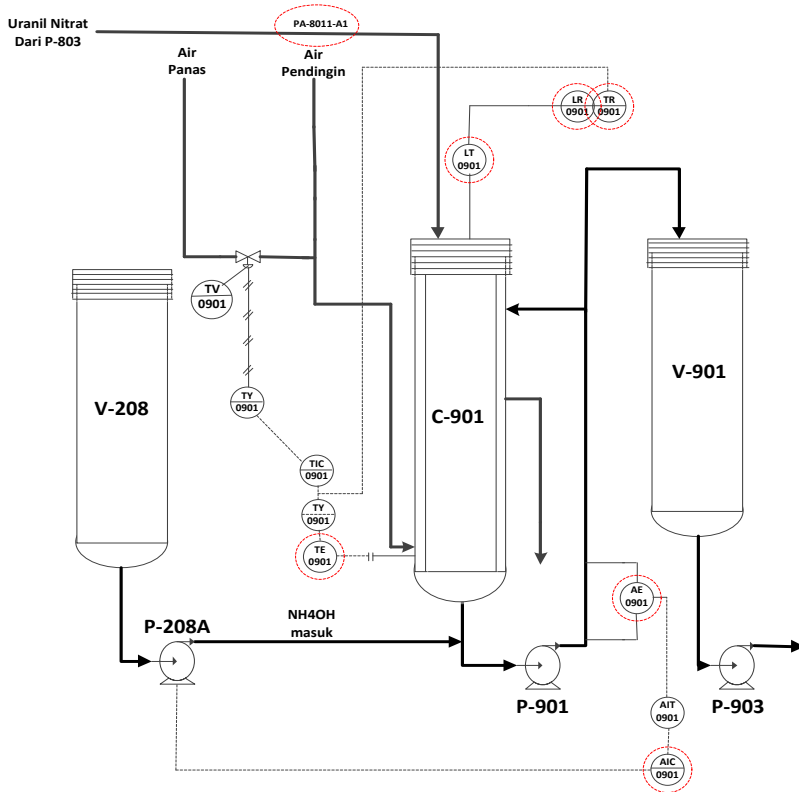 Uranil Nitrat
Dari P-803
PA-8011-A1
Air
Panas
Air
Pendingin
LR
0901
TR
0901
LT
0901
TV
0901
V-208
C-901
V-901
TY
0901
TIC
0901
TY
0901
TE
0901
AE
0901
NH4OH
masuk
P-208A
P-901
P-903
AIT
0901
AIC
0901